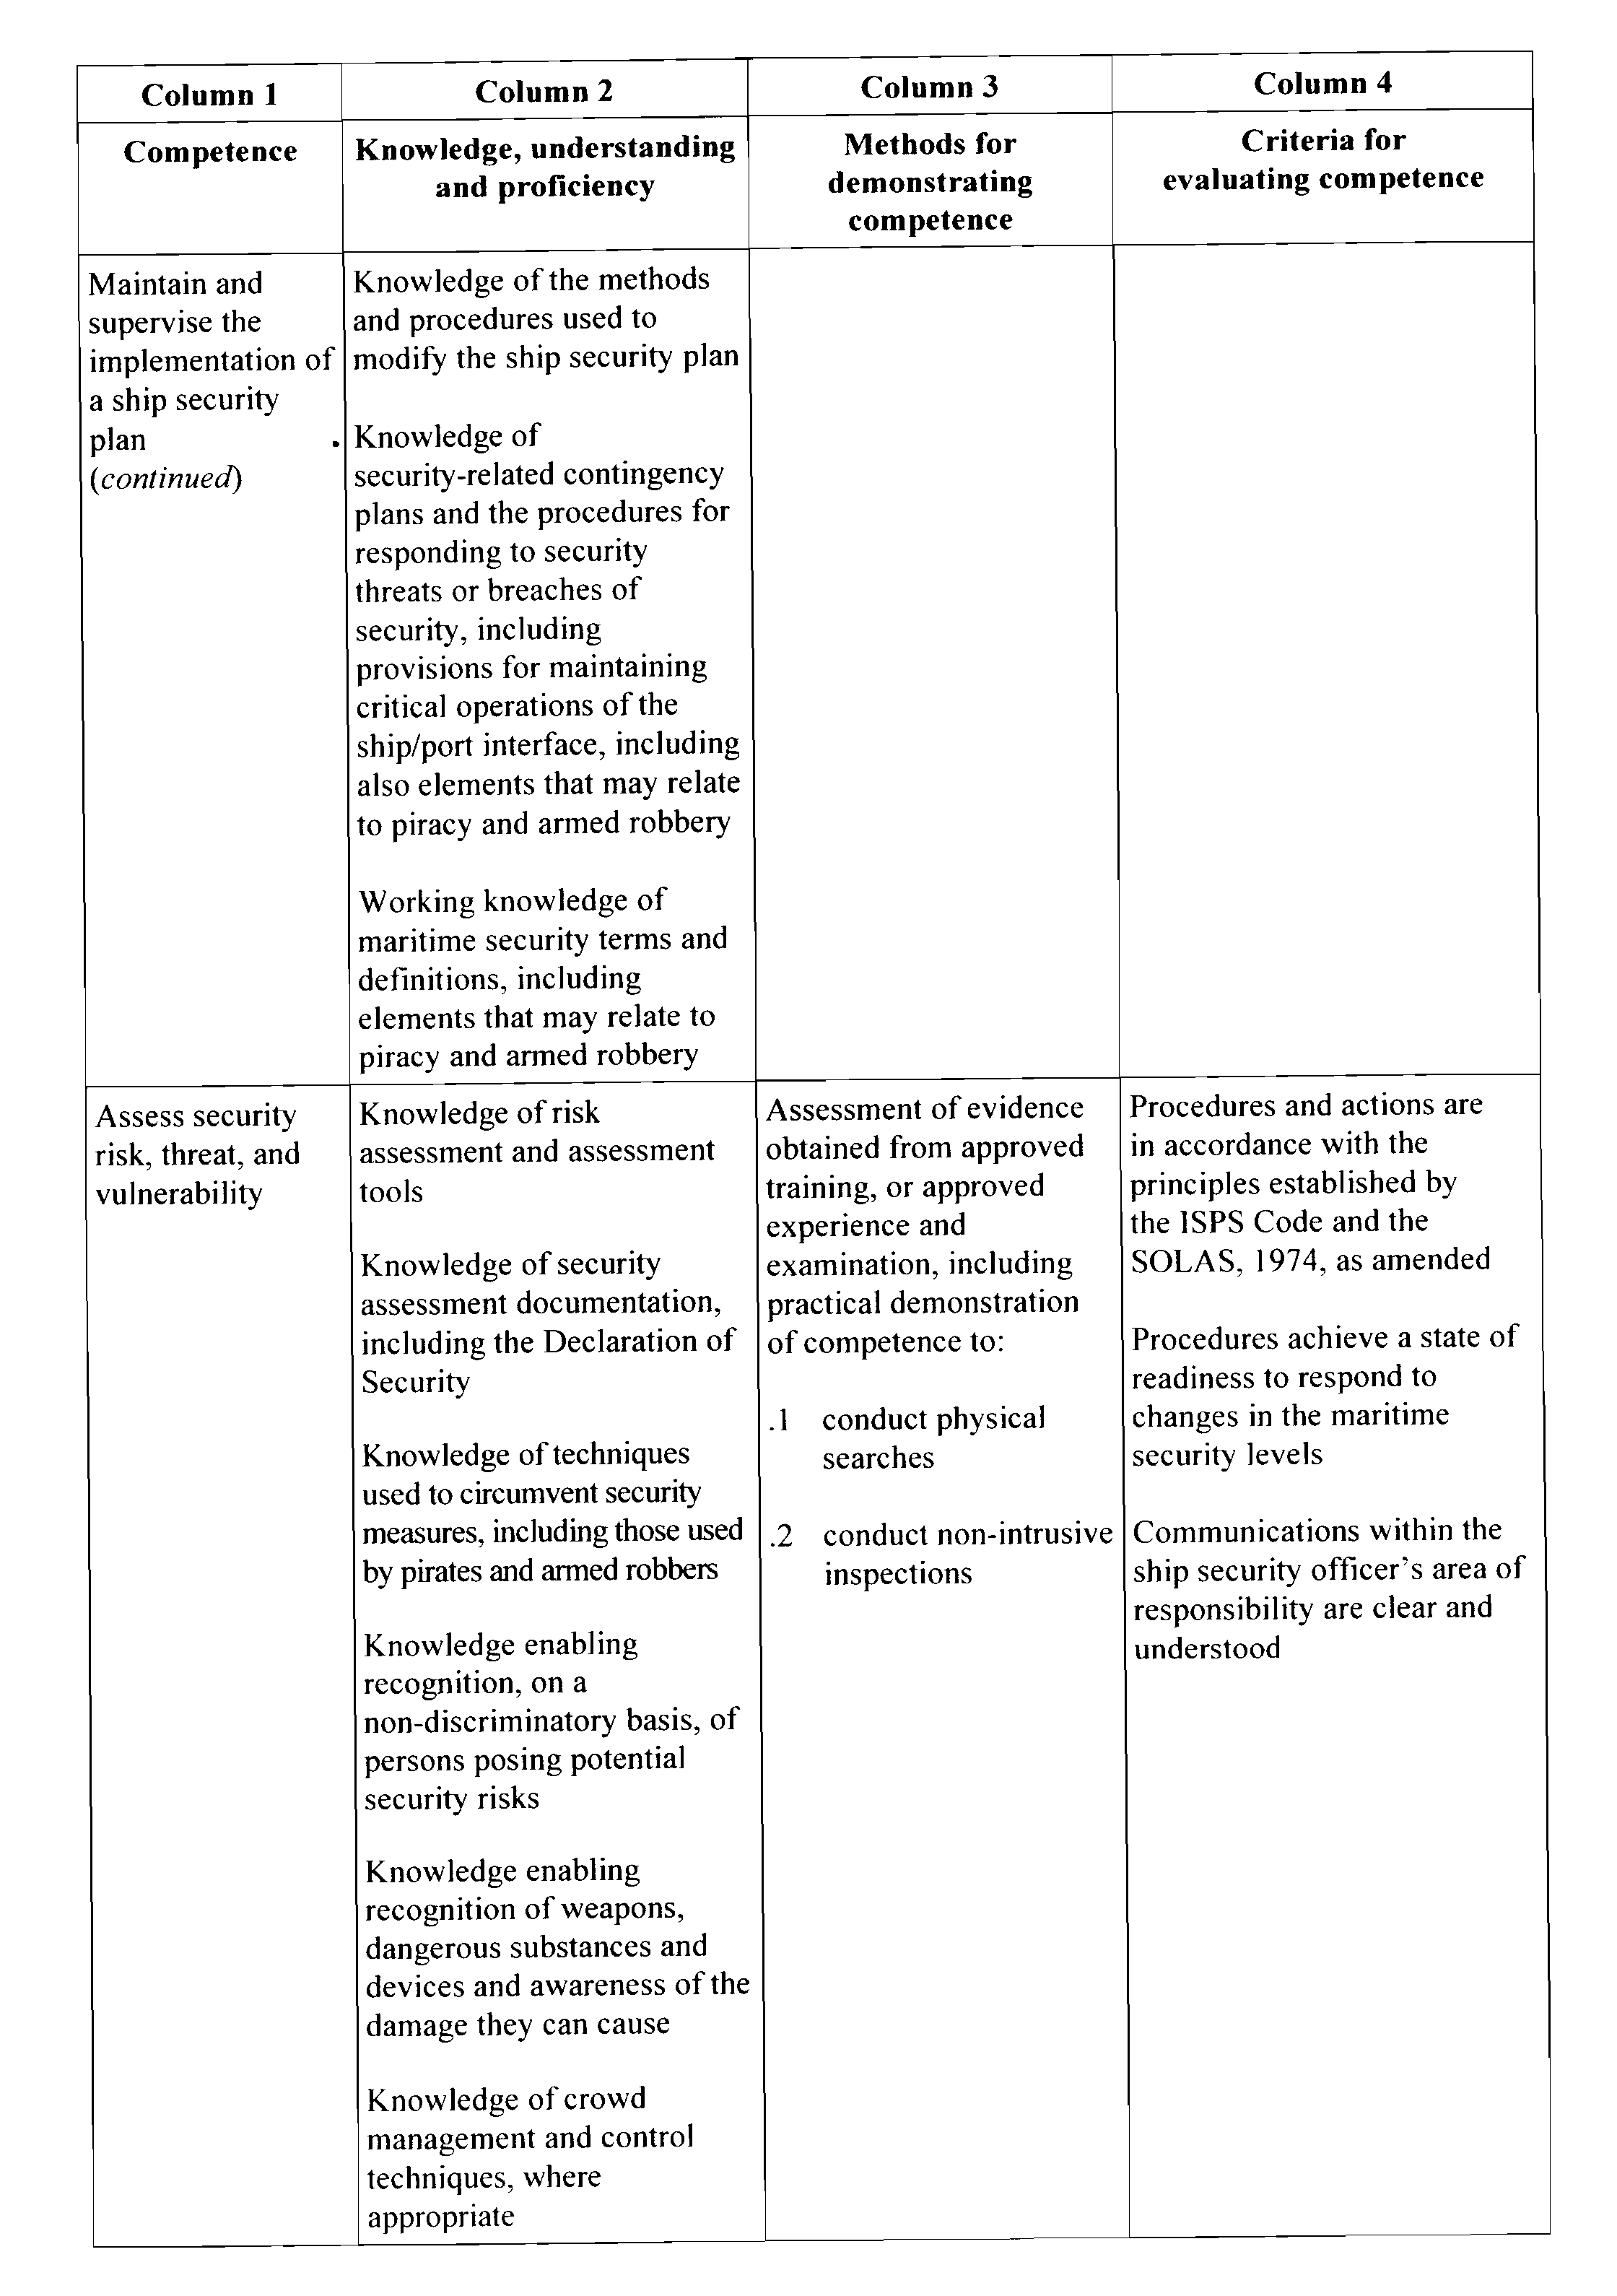 Column 1
Column 2
Column 3
Column 4
Competence
Knowledge, understanding
and proficiency
Methods for
demonstrating
competence
Criteria for
evaluating competence
Maintain and
supervise the
implementation of
a ship security
plan
(continued)
Knowledge of the methods
and procedures used to
modify the ship security plan
Knowledge of
security-related contingency
plans and the procedures for
responding to security
threats or breaches of
security, including
provisions for maintaining
critical operations of the
ship/port interface, including
also elements that may relate
to piracy and armed robbery
Working knowledge of
maritime security terms and
definitions, including
elements that may relate to
piracy and armed robbery
Assess security
risk, threat, and
vulnerability
Knowledge of risk
assessment and assessment
tools
Knowledge of security
assessment documentation,
including the Declaration of
Security
Knowledge of techniques
used to circumvent security
measures, including those used
by pirates and armed robbers
Knowledge enabling
recognition, on a
non-discriminatory basis, of
persons posing potential
security risks
Knowledge enabling
recognition of weapons,
dangerous substances and
devices and awareness of the
damage they can cause
Knowledge of crowd
management and control
techniques, where
appropriate
Assessment of evidence
obtained from approved
training, or approved
experience and
examination, including
practical demonstration
of competence to:
.1 conduct physical
searches
.2 conduct non-intrusive
inspections
Procedures and actions are
in accordance with the
principles established by
the ISPS Code and the
SOLAS, 1974, as amended
Procedures achieve a state of
readiness to respond to
changes in the maritime
security levels
Communications within the
ship security officer's area of
responsibility are clear and
understood